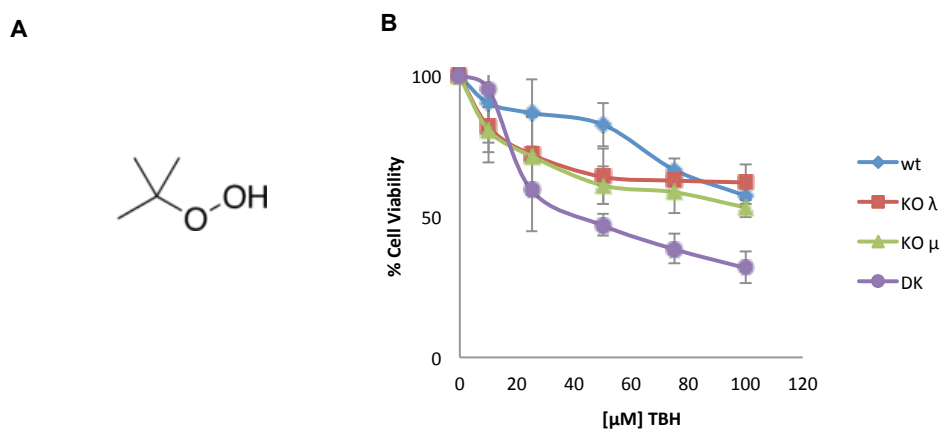 A
B
OH
O
O
100
50
0
% Cell Viability
0 20 40 60 80 100 120
[µM] TBH
wt
KO λ
KO µ
DK